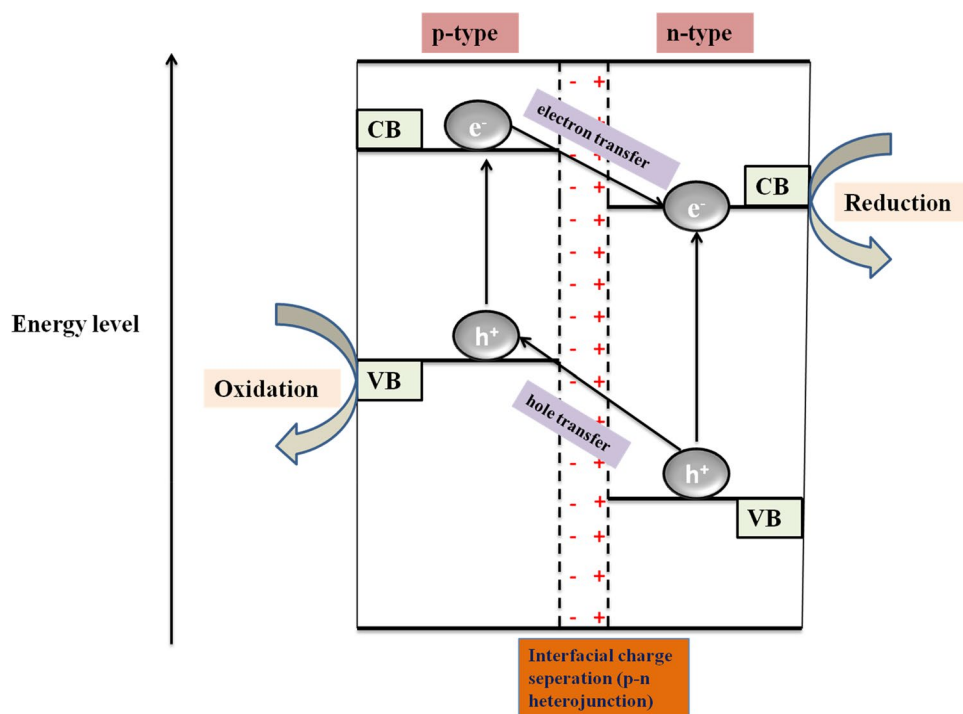 p-type
n-type
CB
e⁻
electron transfer
- +
CB
e⁻
Reduction
Energy level
h⁺
VB
Oxidation
hole transfer
h⁺
VB
Interfacial charge
seperation (p-n
heterojunction)